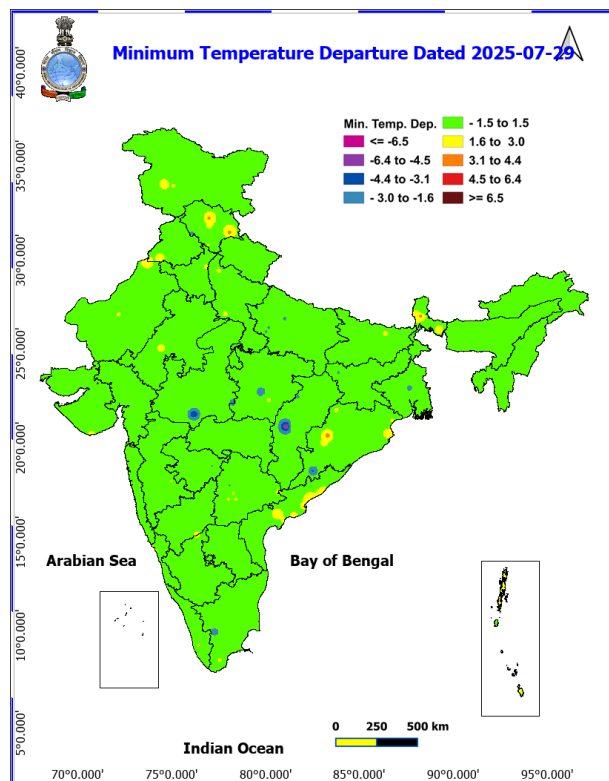 Minimum Temperature Departure Dated 2025-07-29
40°0.000'
35°0.000'
30°0.000'
25°0.000'
20°0.000'
15°0.000'
10°0.000'
5°0.000'
Min. Temp. Dep.
<= -6.5
-6.4 to -4.5
-4.4 to -3.1
- 3.0 to -1.6
- 1.5 to 1.5
1.6 to 3.0
3.1 to 4.4
4.5 to 6.4
>= 6.5
Arabian Sea
Bay of Bengal
Indian Ocean
0 250 500 km
70°0.000' 75°0.000' 80°0.000' 85°0.000' 90°0.000' 95°0.000'